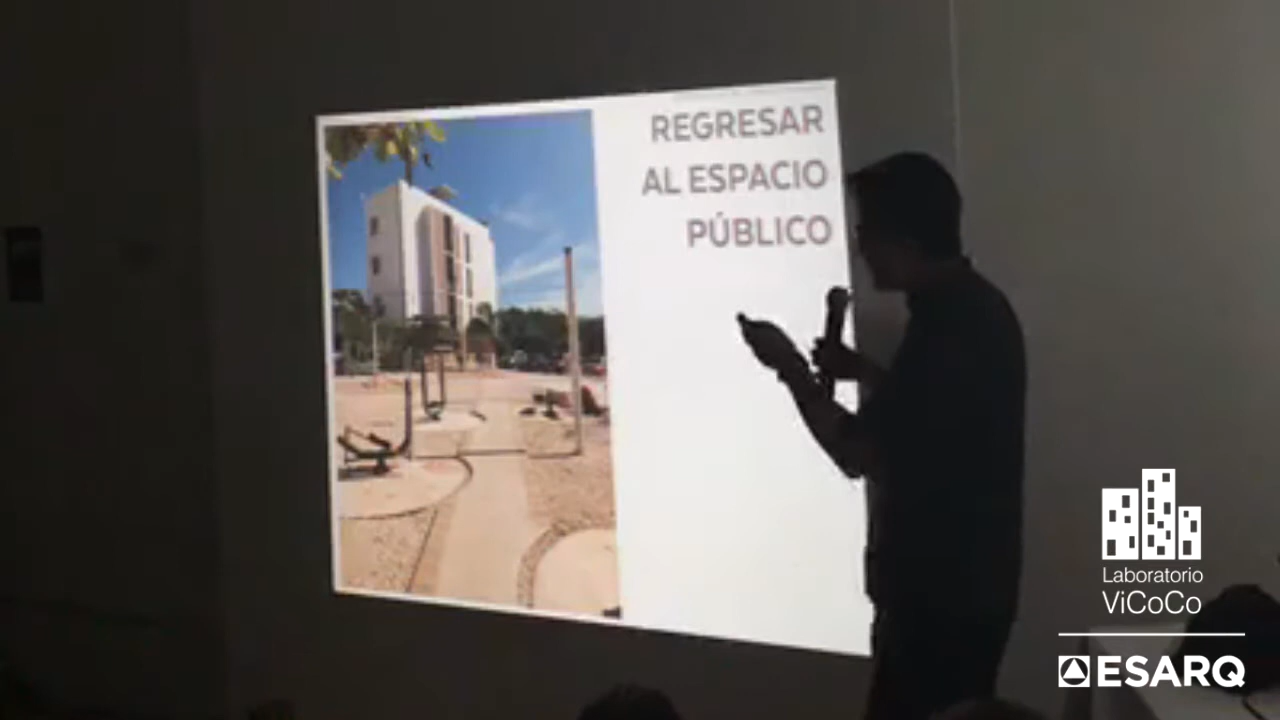 REGRESAR
AL ESPACIO
PÚBLICO
Laboratorio
ViCoCo
ESARQ